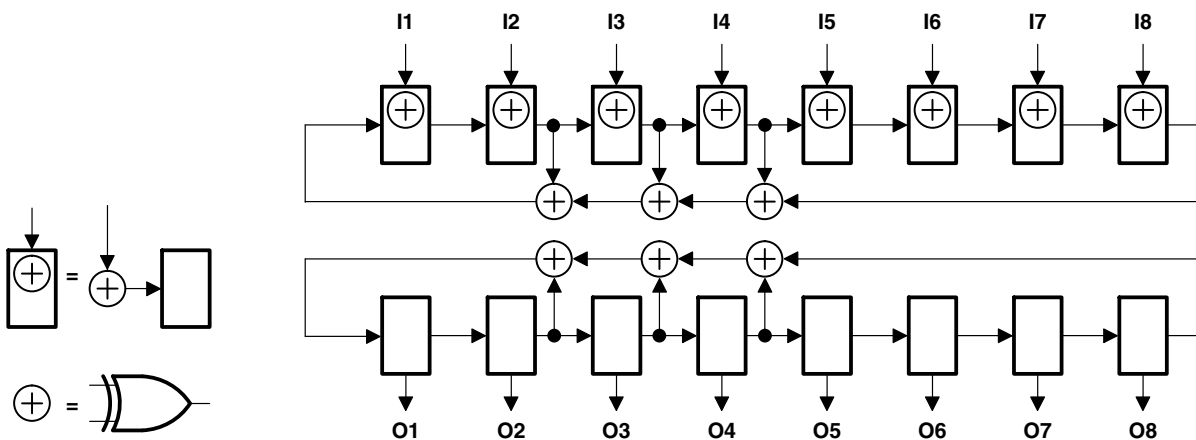 I1 I2 I3 I4 I5 I6 I7 I8
=
=
O1 O2 O3 O4 O5 O6 O7 O8